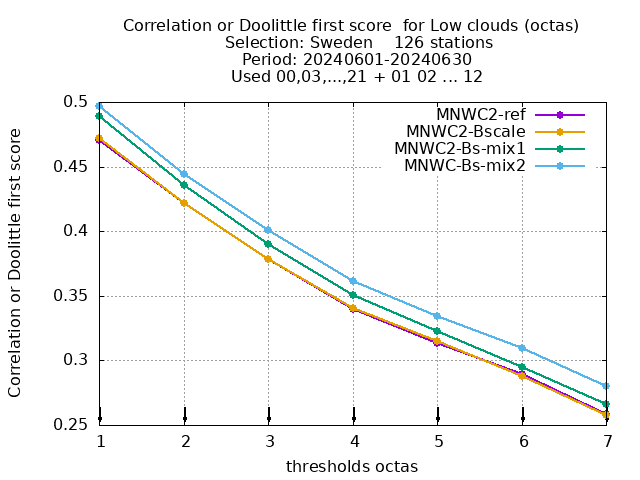 Correlation or Doolittle first score  for Low clouds (octas)
Selection: Sweden    126 stations
Period: 20240601-20240630
Used 00,03,...,21 + 01 02 ... 12
Correlation or Doolittle first score
0.5
0.45
0.4
0.35
0.3
0.25
MNWC2-ref
MNWC2-Bscale
MNWC2-Bs-mix1
MNWC-Bs-mix2
1 2 3 4 5 6 7
thresholds octas